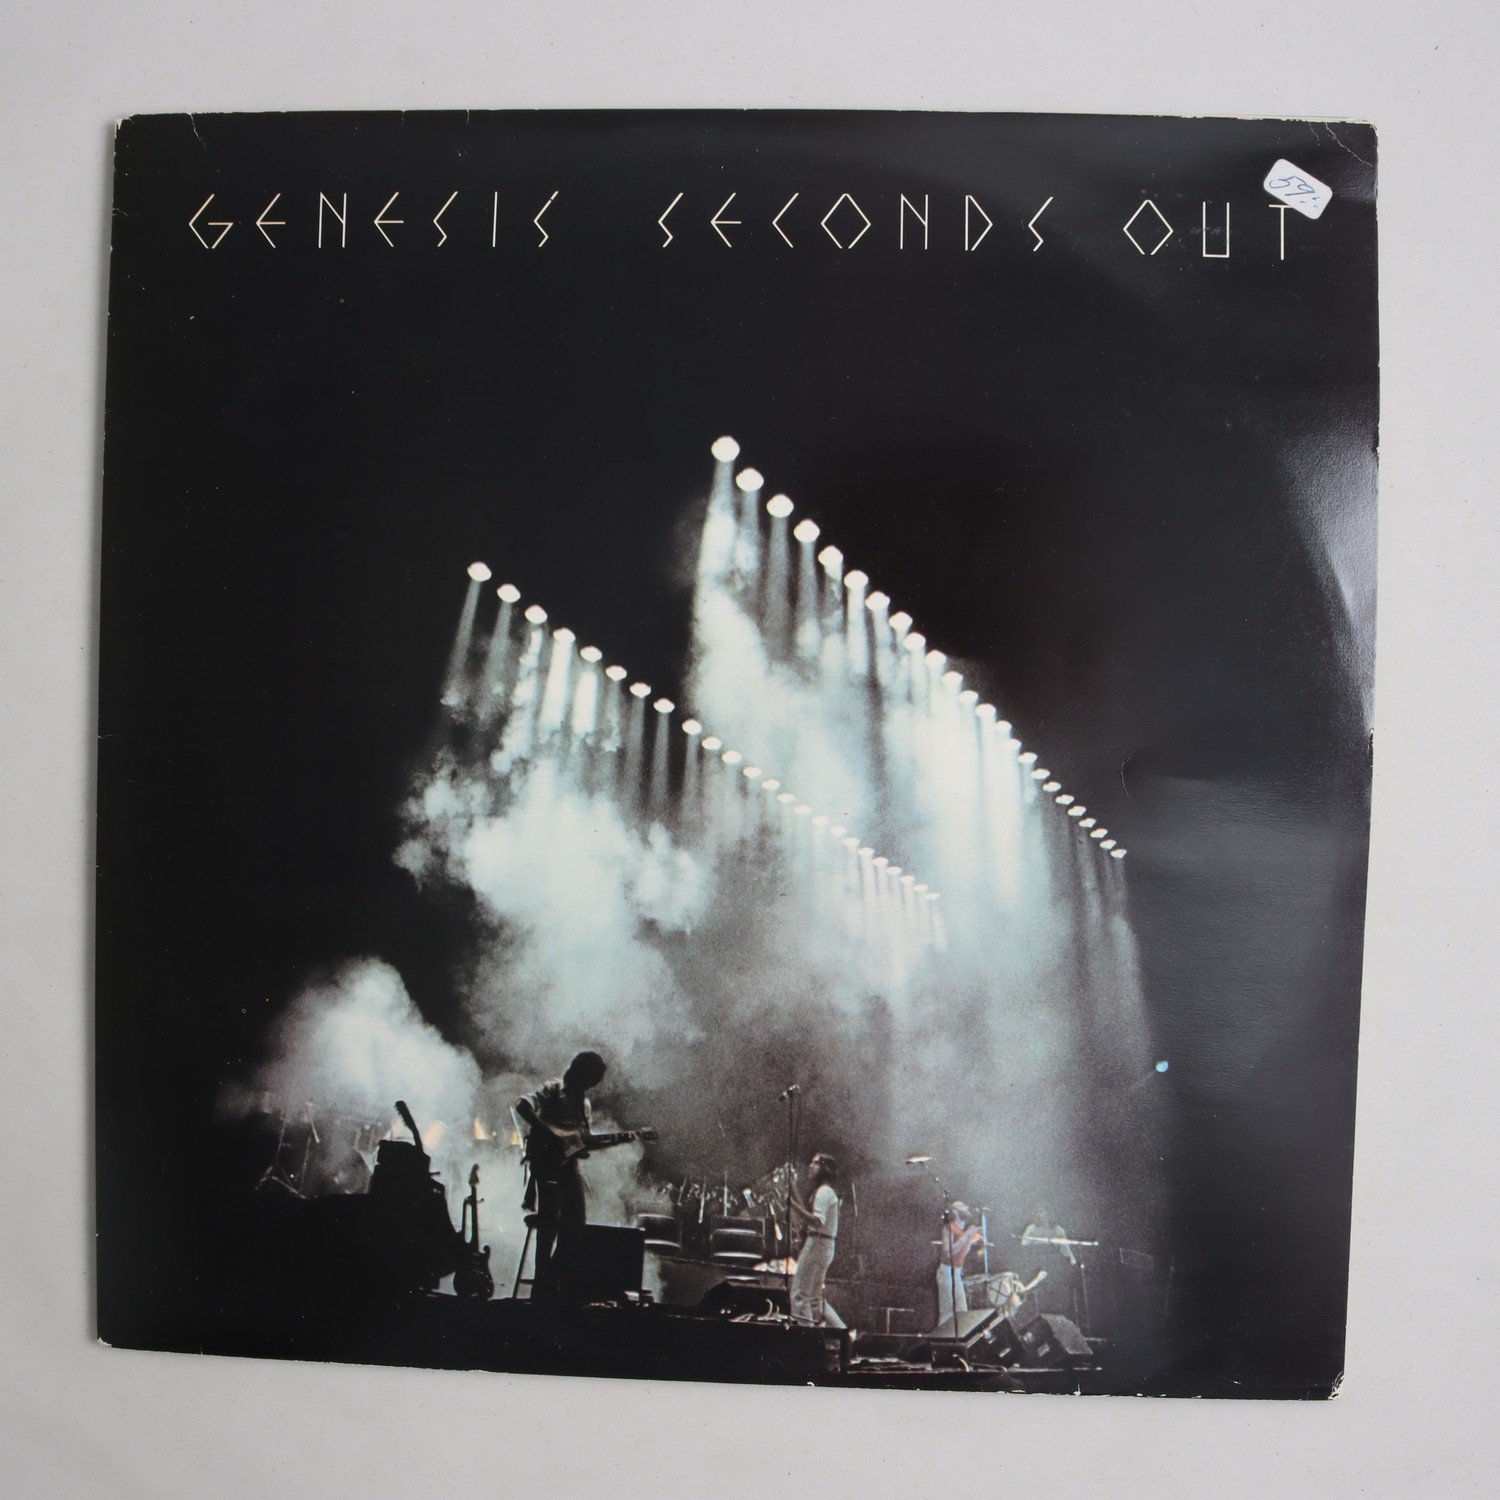 GENESIS SECONDS OUT
59:-